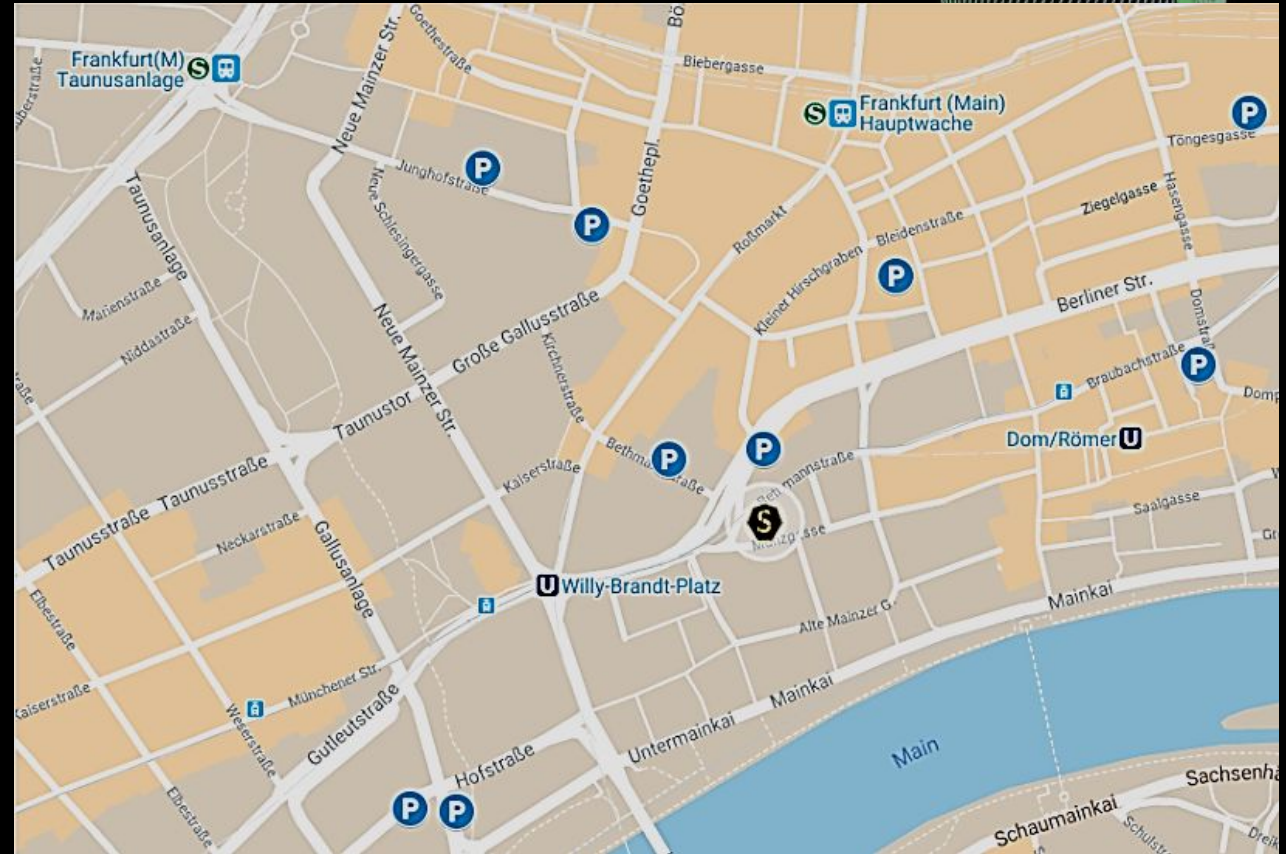 Frankfurt(M)
Taunusanlage
S
Goethestraße
Neue Mainzer Str.
Bö
Biebergasse
S
Frankfurt (Main)
Hauptwache
P
Töngesgasse
Junghofstraße
P
Goethepl.
P
Neue Schlesingergasse
Taunusanlage
Roßmarkt
Bleidenstraße
Ziegelgasse
Hasengasse
Kleiner Hirschgraben
P
Marienstraße
Niddastraße
Neue Mainzer Str.
Große Gallusstraße
Berliner Str.
Kirchnerstraße
Braubachstraße
P
Taunustor
Dom/Römer
U
Kaiserstraße
P
P
Taunusstraße
Taunusstraße
Neckarstraße
Gallusanlage
S
Münzgasse
Saalgasse
U
Willy-Brandt-Platz
Mainkai
Alte Mainzer G.
Elbestraße
Münchener Str.
Kaiserstraße
Weserstraße
Gutleutstraße
Mainkai
Untermainkai
Hofstraße
Main
P
P
Elbestraße
Schaumainkai